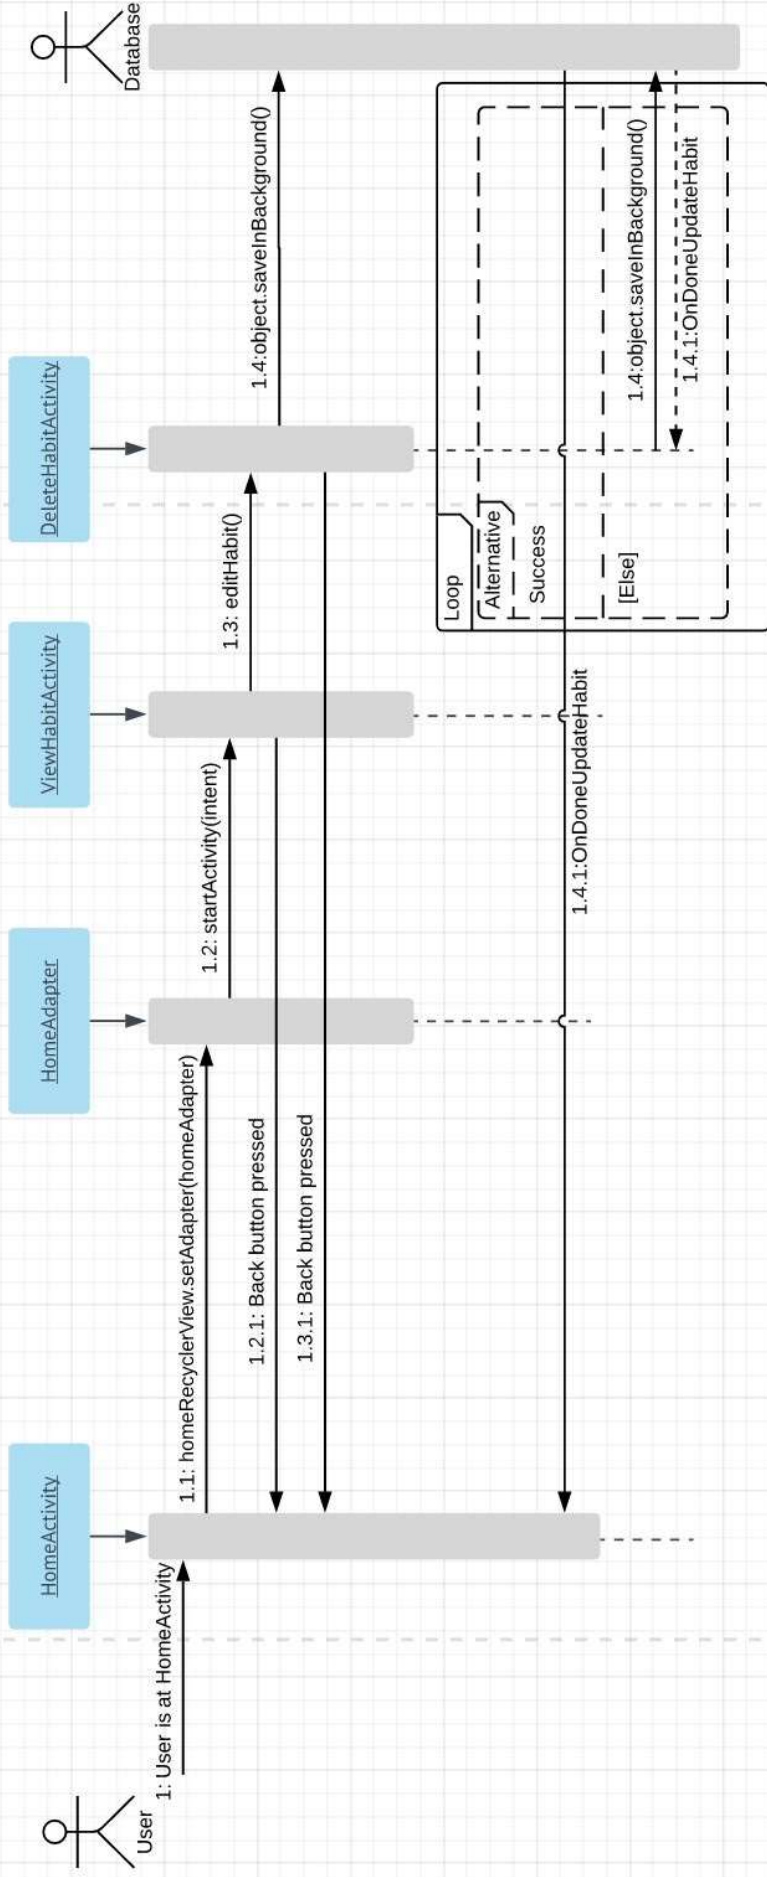 User
HomeActivity
HomeAdapter
ViewHabitActivity
DeleteHabitActivity
Database
1: User is at HomeActivity
1.1: homeRecyclerView.setAdapter(homeAdapter)
1.2: startActivity(intent)
1.3: editHabit()
1.4:object.saveInBackground()
1.2.1: Back button pressed
1.3.1: Back button pressed
Loop
Alternative
Success
1.4.1:OnDoneUpdateHabit
[Else]
1.4:object.saveInBackground()
1.4.1:OnDoneUpdateHabit